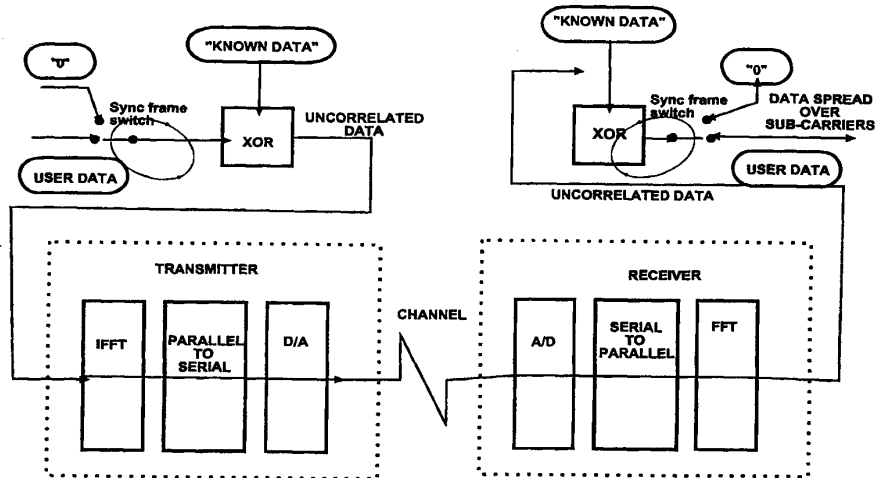 "KNOWN DATA"
"0"
Sync frame
switch
XOR
UNCORRELATED
DATA
USER DATA
"KNOWN DATA"
"0"
Sync frame
switch
XOR
DATA SPREAD
OVER
SUB-CARRIERS
USER DATA
UNCORRELATED DATA
TRANSMITTER
IFFT
PARALLEL
TO
SERIAL
D/A
CHANNEL
RECEIVER
A/D
SERIAL
TO
PARALLEL
FFT